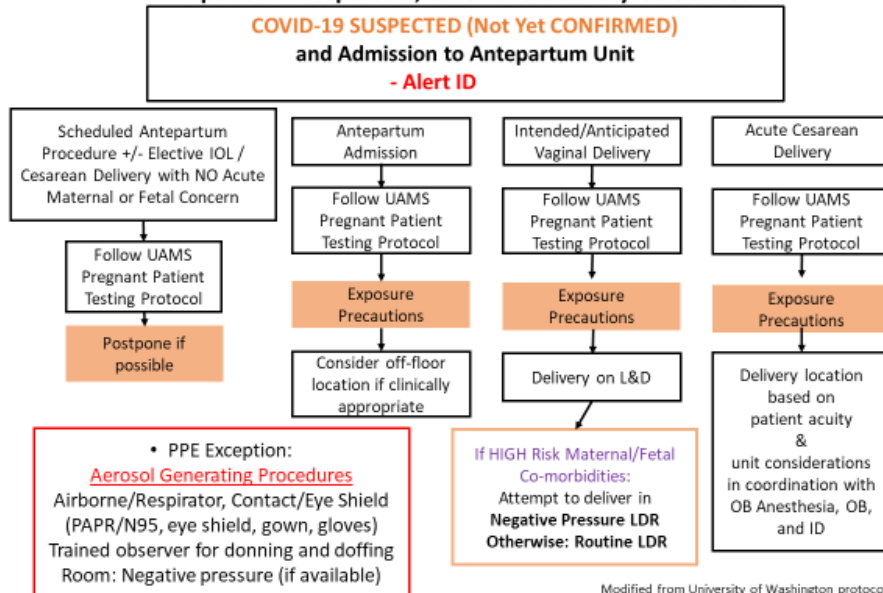 COVID-19 SUSPECTED (Not Yet CONFIRMED)
and Admission to Antepartum Unit
- Alert ID
Scheduled Antepartum
Procedure +/- Elective IOL /
Cesarean Delivery with NO Acute
Maternal or Fetal Concern
Follow UAMS
Pregnant Patient
Testing Protocol
Postpone if
possible
Antepartum
Admission
Follow UAMS
Pregnant Patient
Testing Protocol
Exposure
Precautions
Consider off-floor
location if clinically
appropriate
Intended/Anticipated
Vaginal Delivery
Follow UAMS
Pregnant Patient
Testing Protocol
Exposure
Precautions
Delivery on L&D
If HIGH Risk Maternal/Fetal
Co-morbidities:
Attempt to deliver in
Negative Pressure LDR
Otherwise: Routine LDR
Acute Cesarean
Delivery
Follow UAMS
Pregnant Patient
Testing Protocol
Exposure
Precautions
Delivery location
based on
patient acuity
&
unit considerations
in coordination with
OB Anesthesia, OB,
and ID
• PPE Exception:
Aerosol Generating Procedures
Airborne/Respirator, Contact/Eye Shield
(PAPR/N95, eye shield, gown, gloves)
Trained observer for donning and doffing
Room: Negative pressure (if available)
Modified from University of Washington protoco